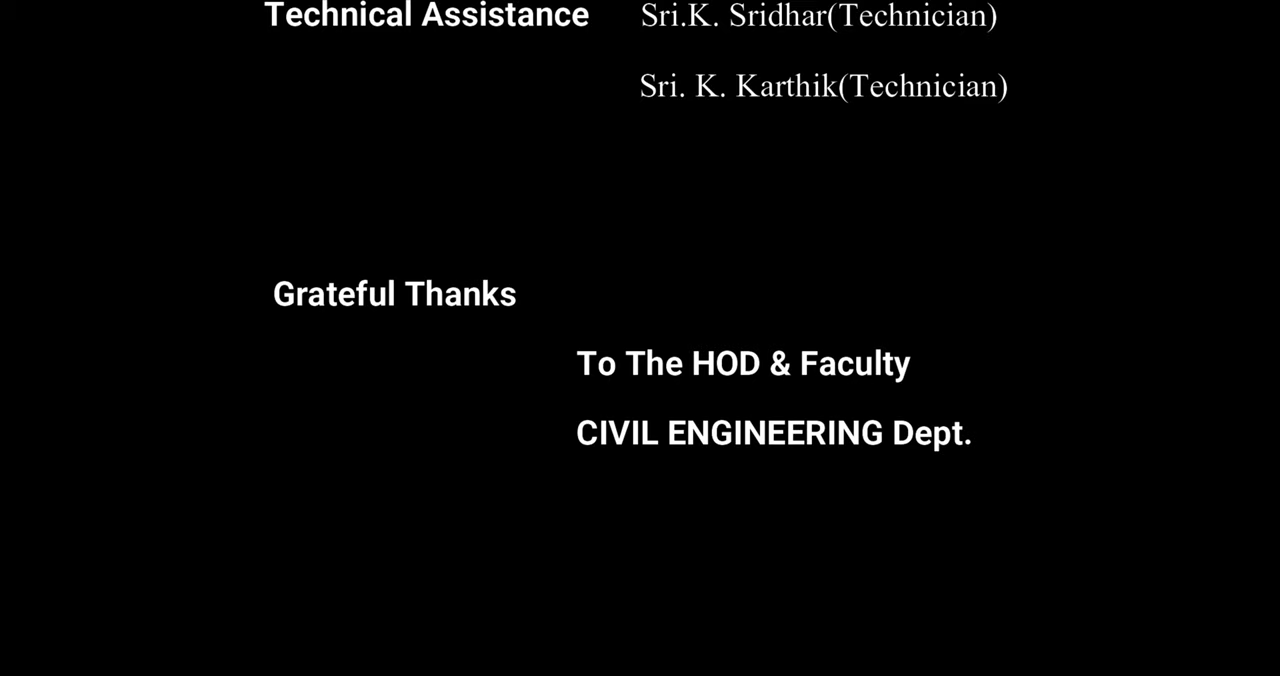 Technical Assistance Sri.K. Sridhar(Technician)
Sri. K. Karthik(Technician)
Grateful Thanks
To The HOD & Faculty
CIVIL ENGINEERING Dept.